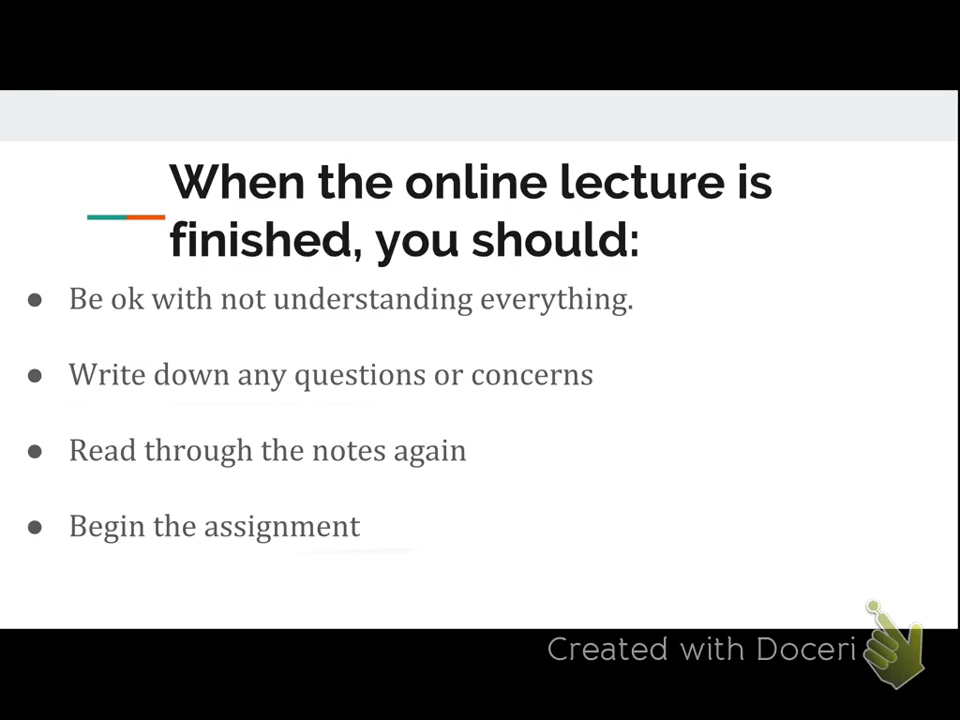 When the online lecture is
finished, you should:
● Be ok with not understanding everything.
● Write down any questions or concerns
● Read through the notes again
● Begin the assignment
Created with Doceri